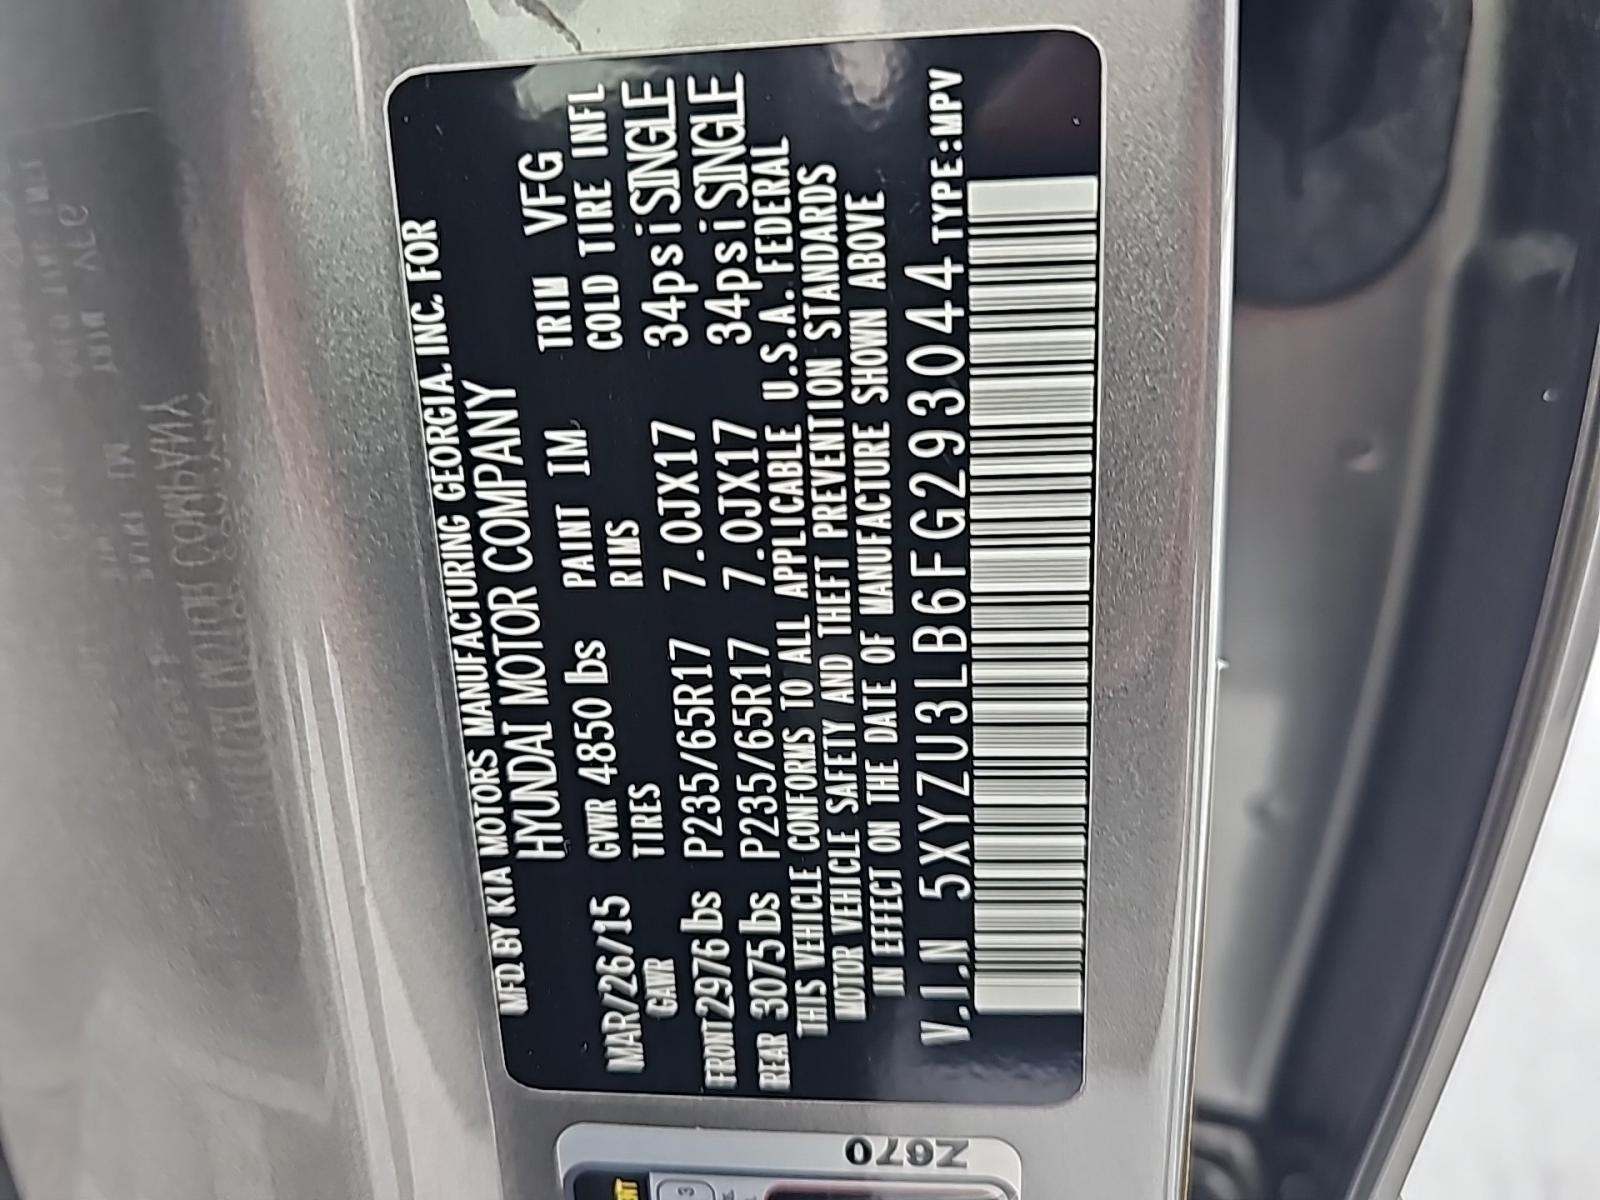 MFD BY KIA MOTORS MANUFACTURING GEORGIA, INC. FOR
HYUNDAI MOTOR COMPANY
MAR/26/15 GVWR 4850 lbs PAINT IM TRIM VFG
GAWR TIRES RIMS COLD TIRE INFL
FRONT 2976 lbs P235/65R17 7.0JX17 34psi SINGLE
REAR 3075 lbs P235/65R17 7.0JX17 34psi SINGLE
THIS VEHICLE CONFORMS TO ALL APPLICABLE U.S.A. FEDERAL
MOTOR VEHICLE SAFETY AND THEFT PREVENTION STANDARDS
IN EFFECT ON THE DATE OF MANUFACTURE SHOWN ABOVE
V.I.N 5XYZU3LB6FG293044 TYPE:MPV
Z670
3